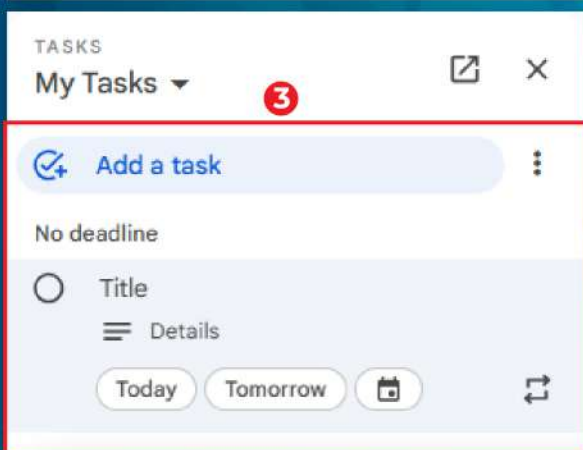 TASKS
My Tasks
3
Add a task
No deadline
Title
Details
Today Tomorrow